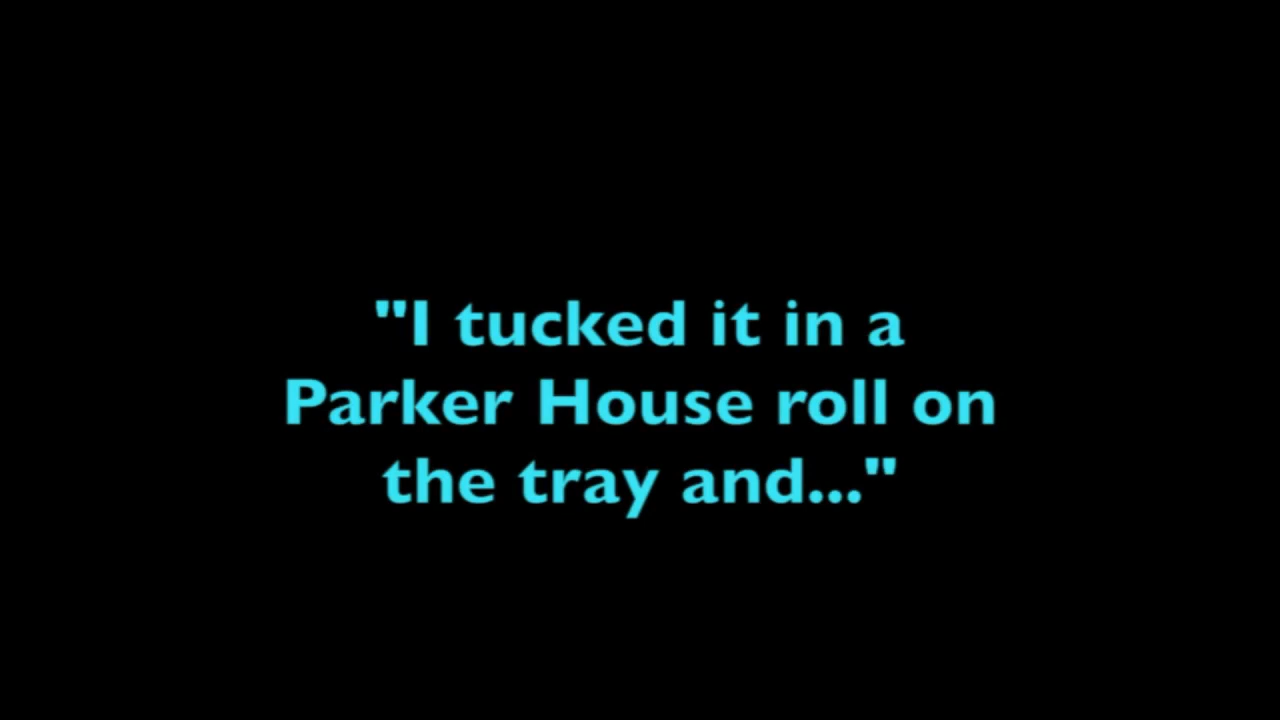 "I tucked it in a
Parker House roll on
the tray and..."